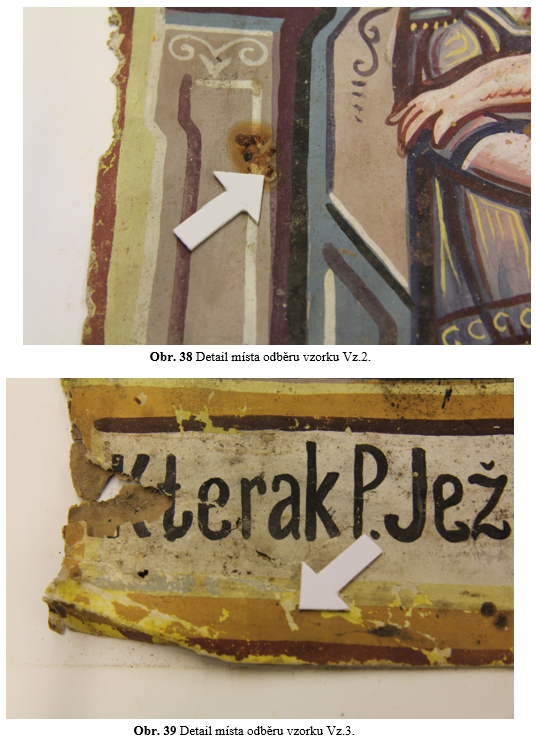 Obr. 38 Detail místa odběru vzorku Vz.2.
Kterak P. Jež
Obr. 39 Detail místa odběru vzorku Vz.3.